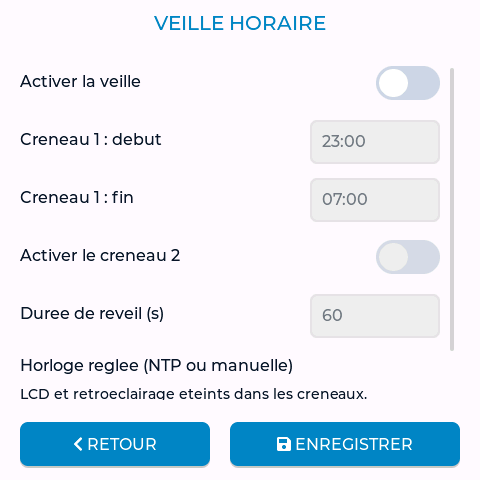 VEILLE HORAIRE
Activer la veille
Creneau 1 : debut
23:00
Creneau 1 : fin
07:00
Activer le creneau 2
Duree de reveil (s)
60
Horloge reglee (NTP ou manuelle)
LCD et retroeclairage eteints dans les creneaux.
RETOUR
ENREGISTRER